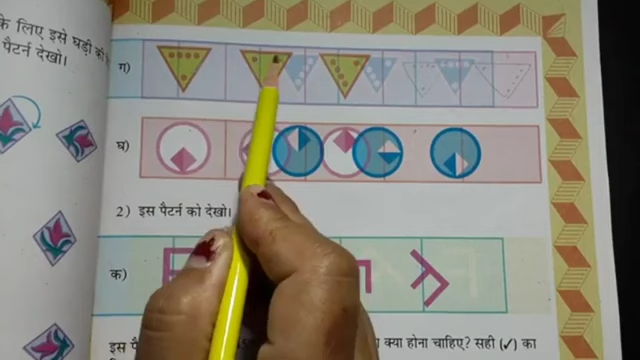 के लिए इसे घड़ी की
पैटर्न देखो।
ग)
घ)
2) इस पैटर्न को देखो।
क)
इस
क्या होना चाहिए? सही (✓) का